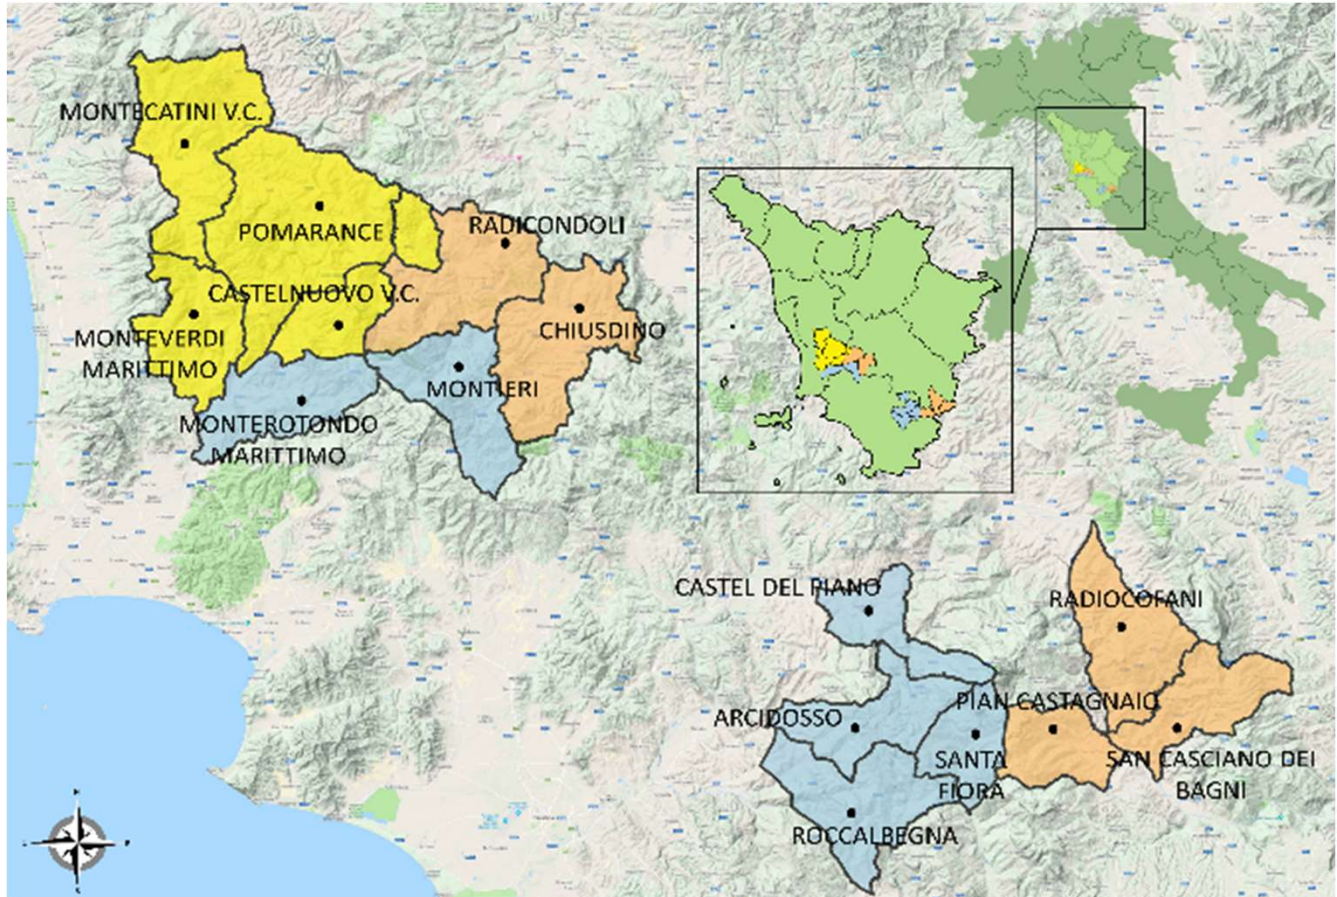 MONTECATINI V.C.
POMARANCE
RADICONDOLI
CASTELNUOVO V.C.
CHIUSDINO
MONTEVERDI
MARITTIMO
MONTIERI
MONTEROTONDO
MARITTIMO
CASTEL DEL PIANO
RADIOCOFANI
PIAN CASTAGNAIO
ARCIDOSSO
SANTA
FIORA
SAN CASCIANO DEI
BAGNI
ROCCALBEGNA